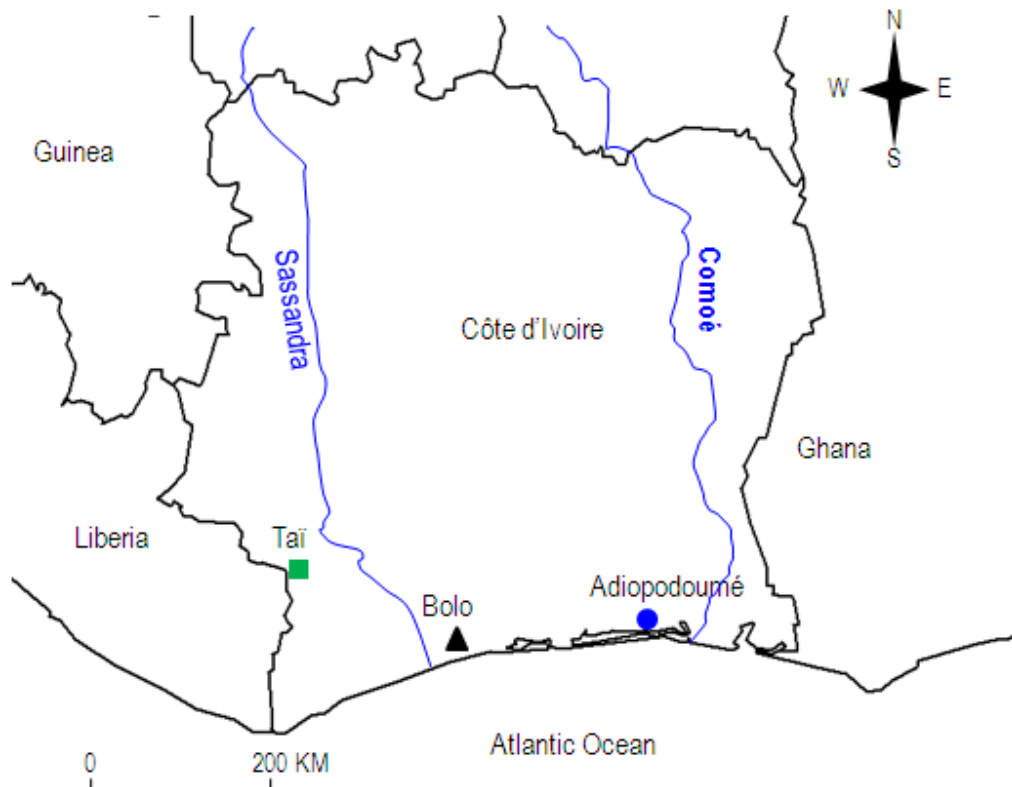 N
W E
S
Guinea
Sassandra
Comoé
Côte d'Ivoire
Ghana
Liberia
Taï
Adiopodoumé
Bolo
Atlantic Ocean
0 200 KM